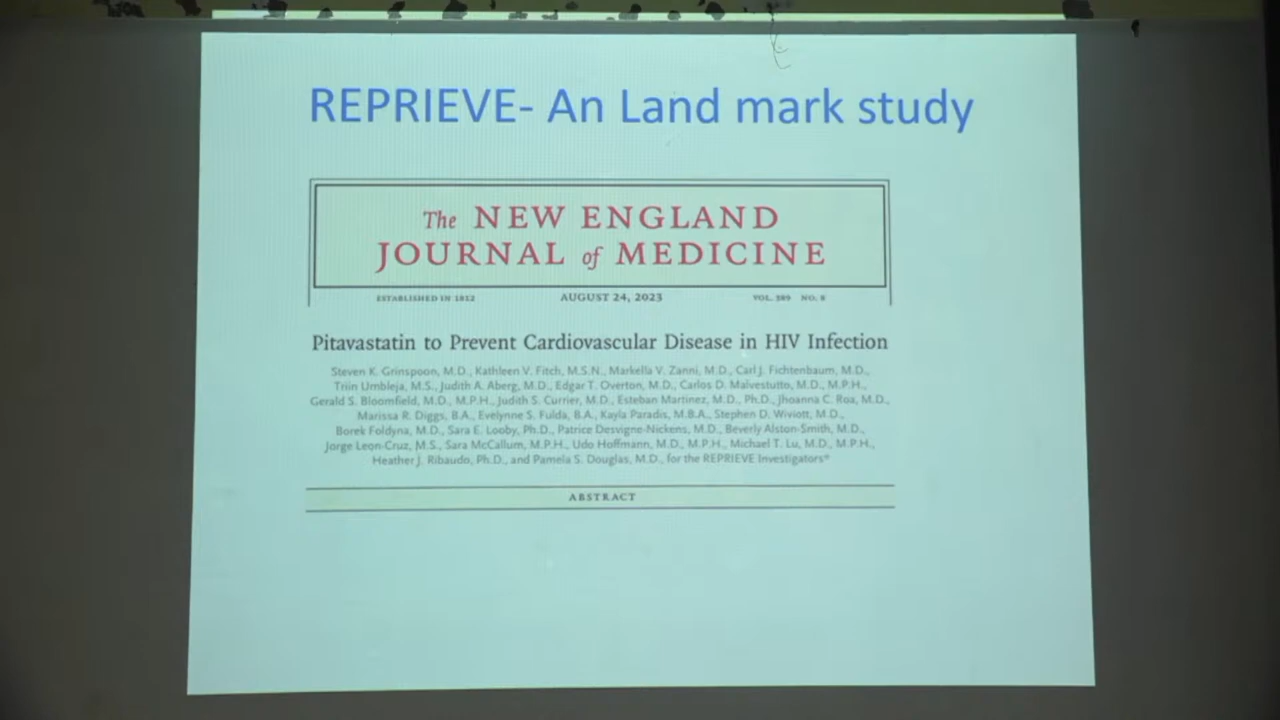 REPRIEVE- An Land mark study
The NEW ENGLAND
JOURNAL of MEDICINE
ESTABLISHED IN 1812 AUGUST 24, 2023 VOL. 389 NO. 8
Pitavastatin to Prevent Cardiovascular Disease in HIV Infection
Steven K. Grinspoon, M.D., Kathleen V. Fitch, M.S.N., Markella V. Zanni, M.D., Carl J. Fichtenbaum, M.D.,
Triin Umbleja, M.S., Judith A. Aberg, M.D., Edgar T. Overton, M.D., Carlos D. Malvestutto, M.D., M.P.H.,
Gerald S. Bloomfield, M.D., M.P.H., Judith S. Currier, M.D., Esteban Martinez, M.D., Ph.D., Jhoanna C. Roa, M.D.,
Marissa R. Diggs, B.A., Evelynne S. Fulda, B.A., Kayla Paradis, M.B.A., Stephen D. Wiviott, M.D.,
Borek Foldyna, M.D., Sara E. Looby, Ph.D., Patrice Desvigne-Nickens, M.D., Beverly Alston-Smith, M.D.,
Jorge Leon-Cruz, M.S., Sara McCallum, M.P.H., Udo Hoffmann, M.D., M.P.H., Michael T. Lu, M.D., M.P.H.,
Heather J. Ribaudo, Ph.D., and Pamela S. Douglas, M.D., for the REPRIEVE Investigators*
ABSTRACT